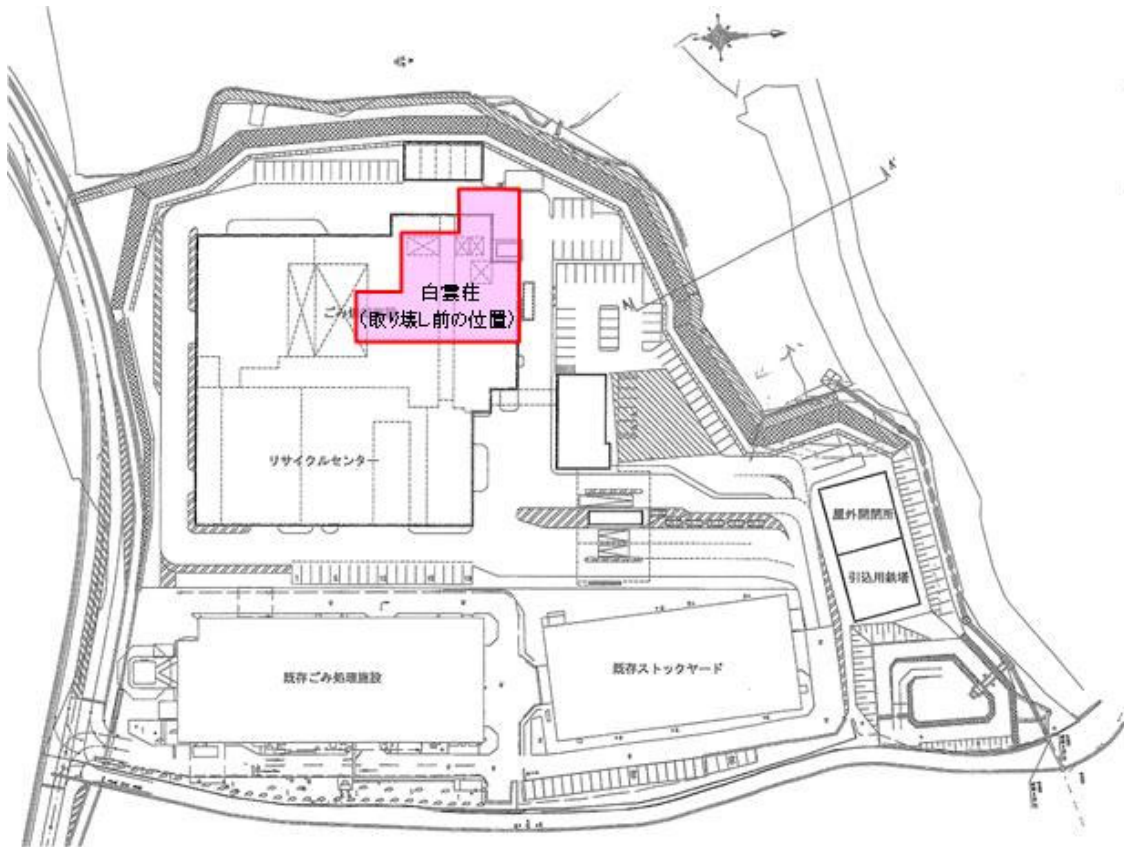 白雲荘
(取り壊し前の位置)
リサイクルセンター
屋外開閉所
引込用鉄塔
既存ごみ処理施設
既存ストックヤード